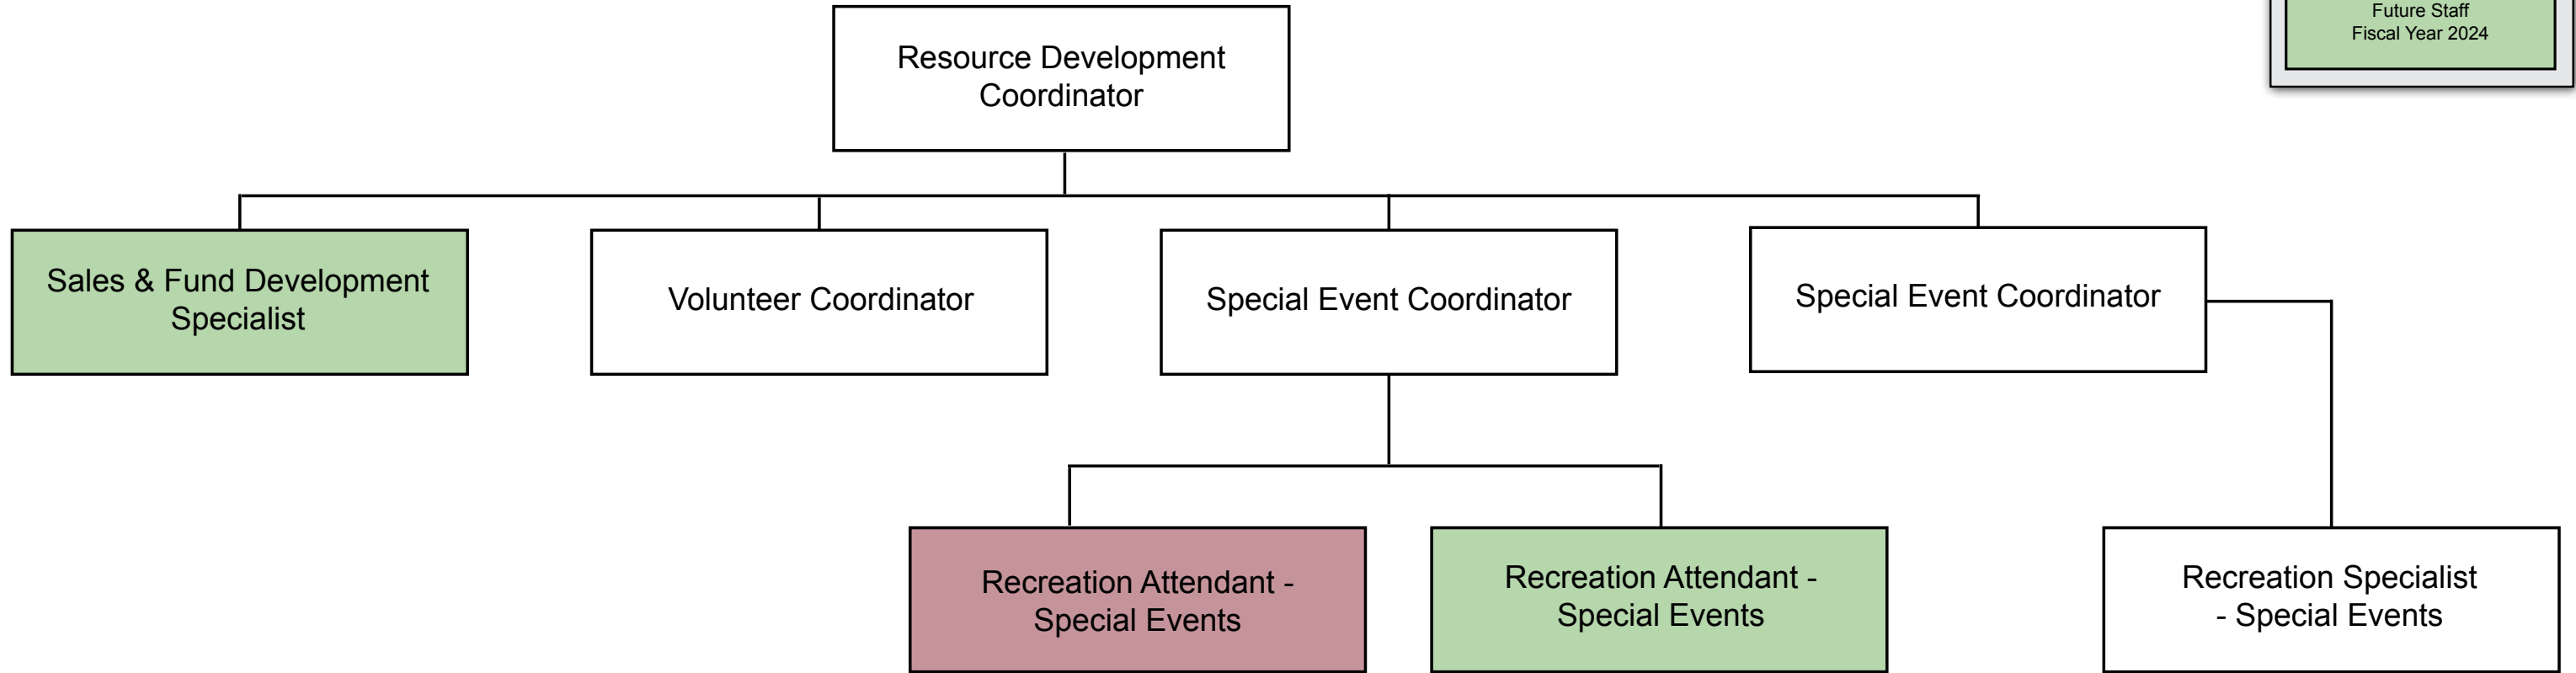 Future Staff
Fiscal Year 2024
Resource Development
Coordinator
Sales & Fund Development
Specialist
Volunteer Coordinator
Special Event Coordinator
Special Event Coordinator
Recreation Attendant -
Special Events
Recreation Attendant -
Special Events
Recreation Specialist
- Special Events